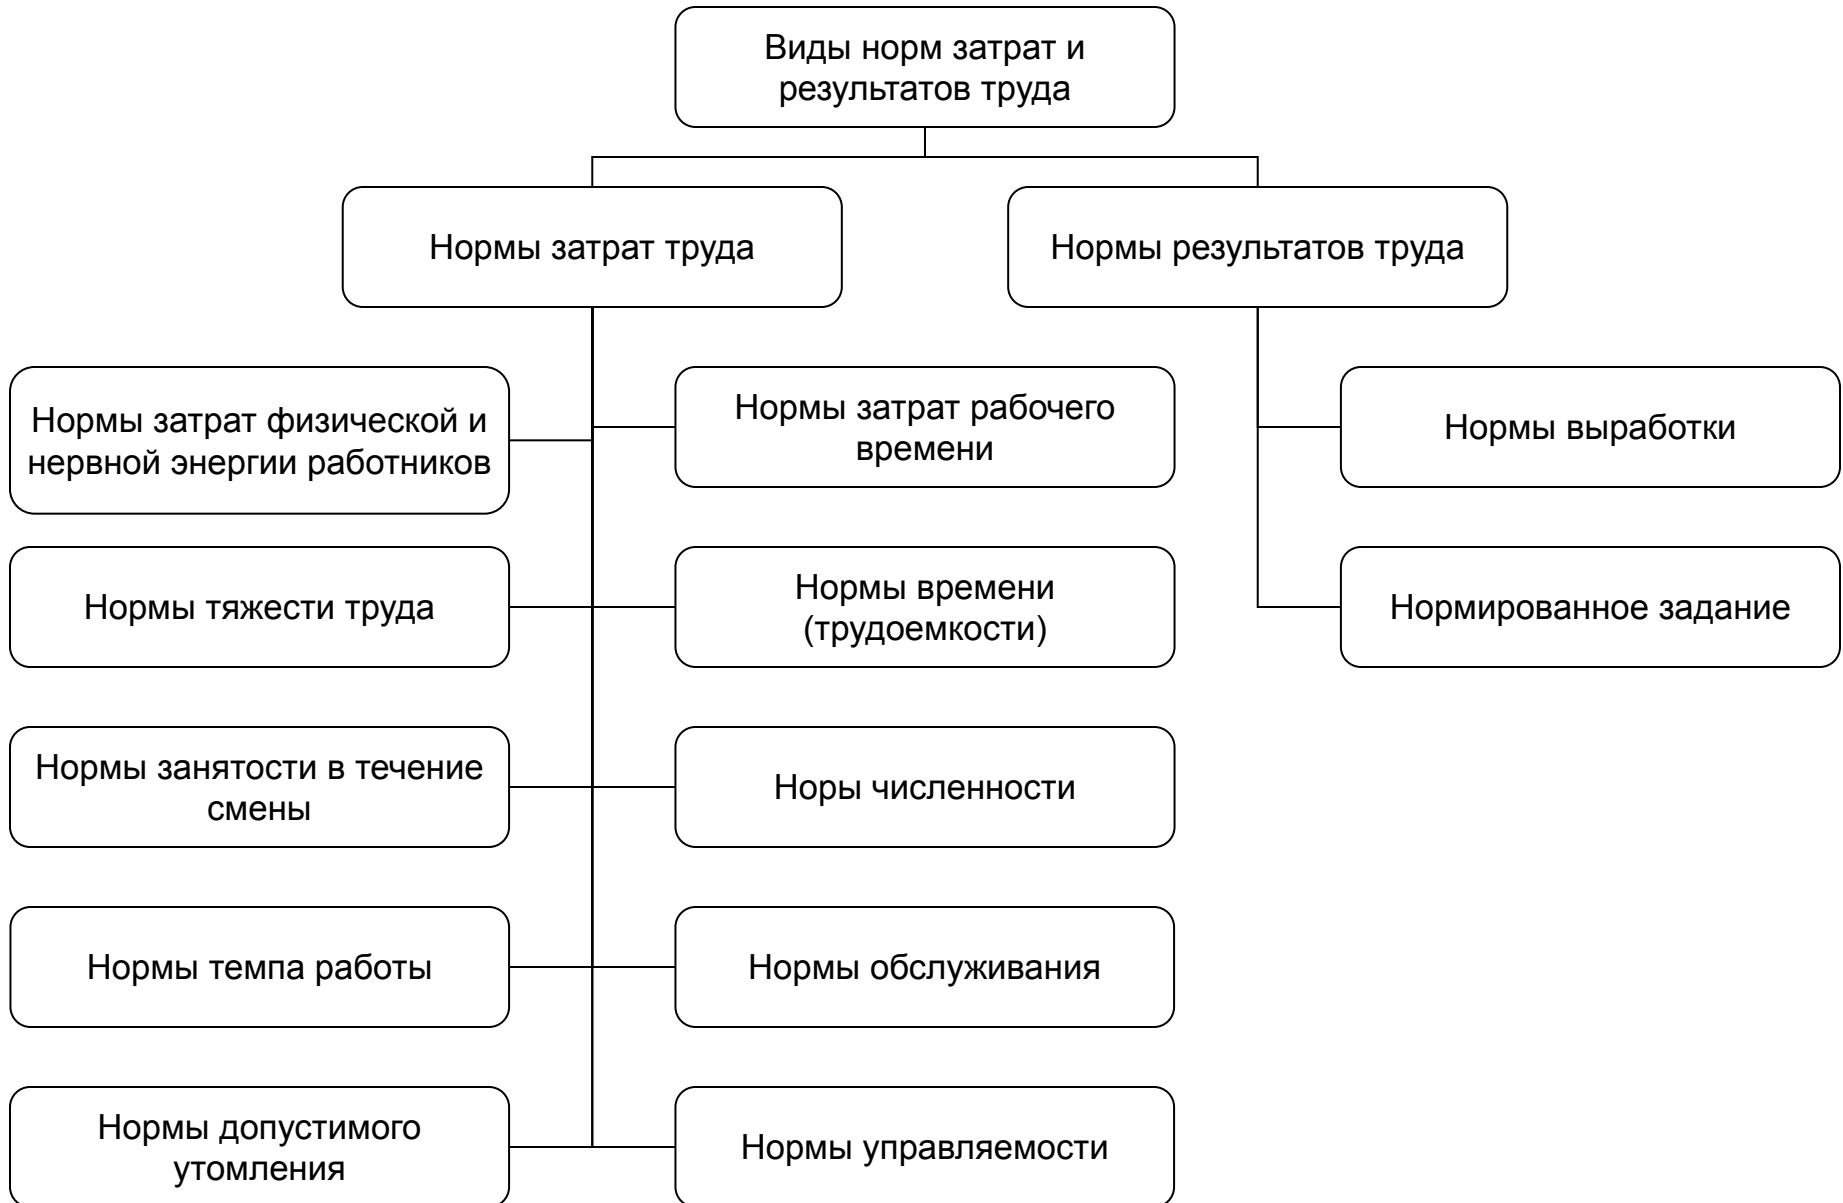 Виды норм затрат и
результатов труда
Нормы затрат труда
Нормы результатов труда
Нормы затрат физической и
нервной энергии работников
Нормы затрат рабочего
времени
Нормы выработки
Нормы тяжести труда
Нормы времени
(трудоемкости)
Нормированное задание
Нормы занятости в течение
смены
Норы численности
Нормы темпа работы
Нормы обслуживания
Нормы допустимого
утомления
Нормы управляемости